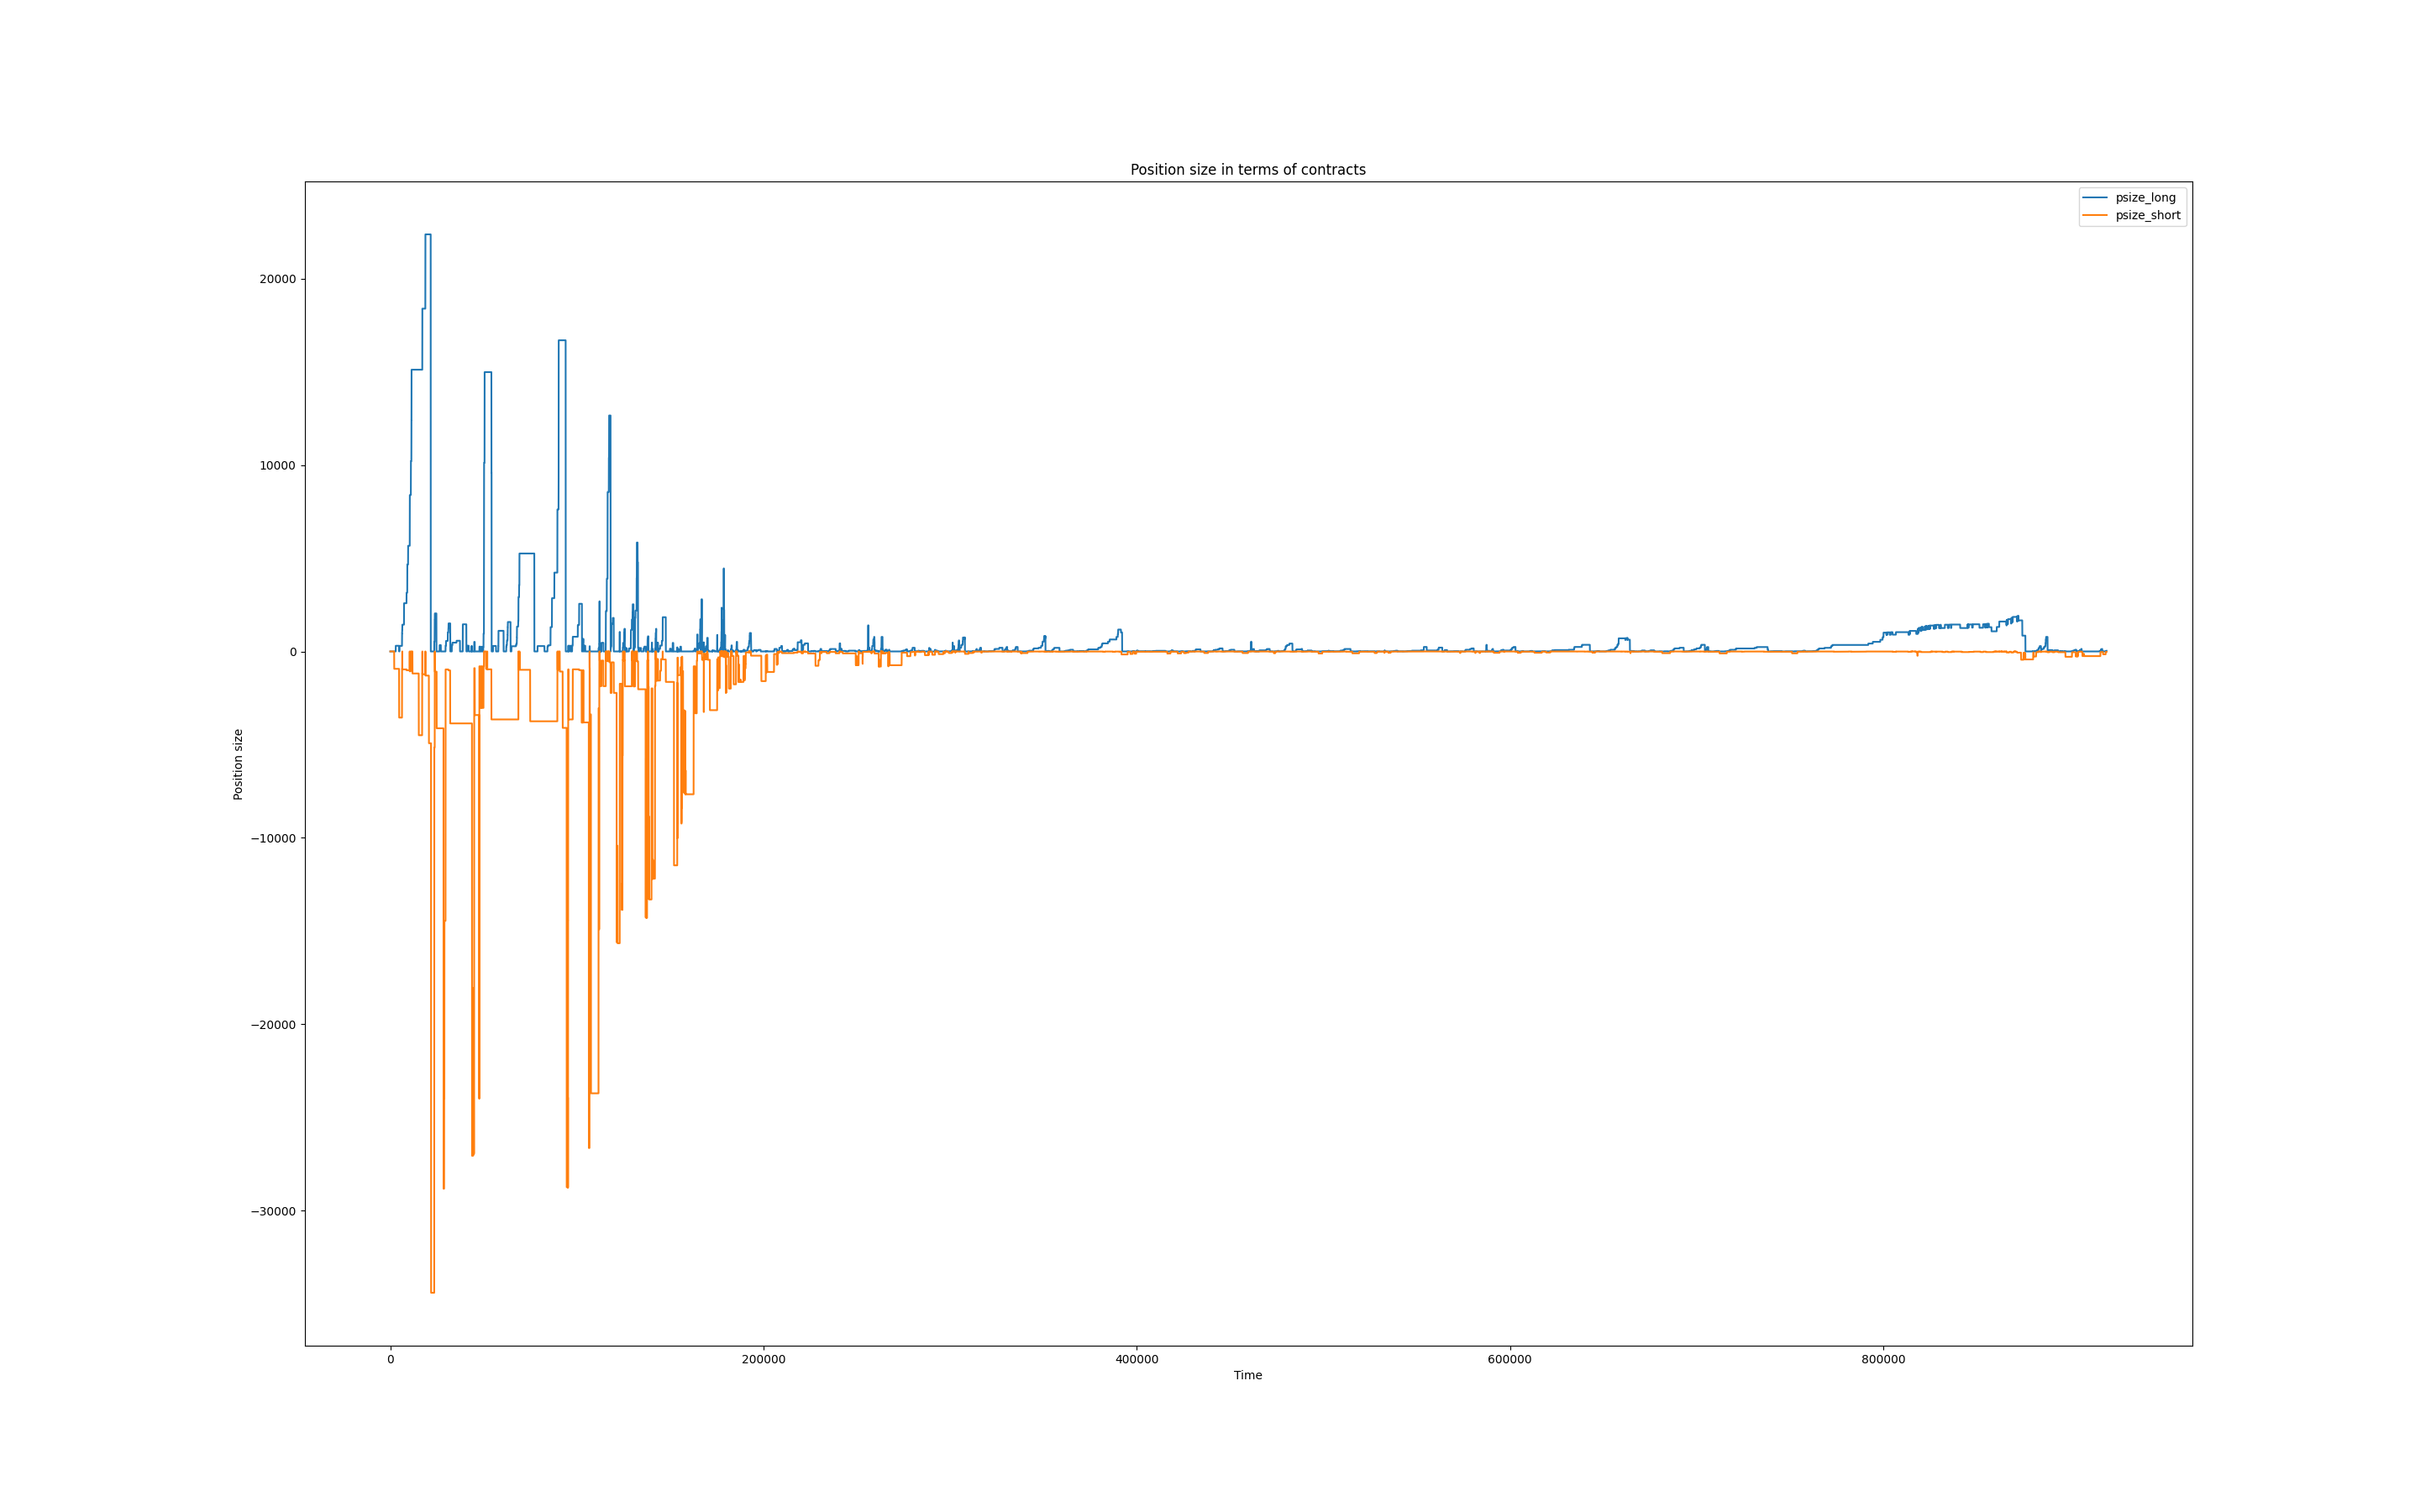 Position size in terms of contracts
psize_long
psize_short
20000
10000
0
−10000
−20000
−30000
Position size
0
200000
400000
600000
800000
Time